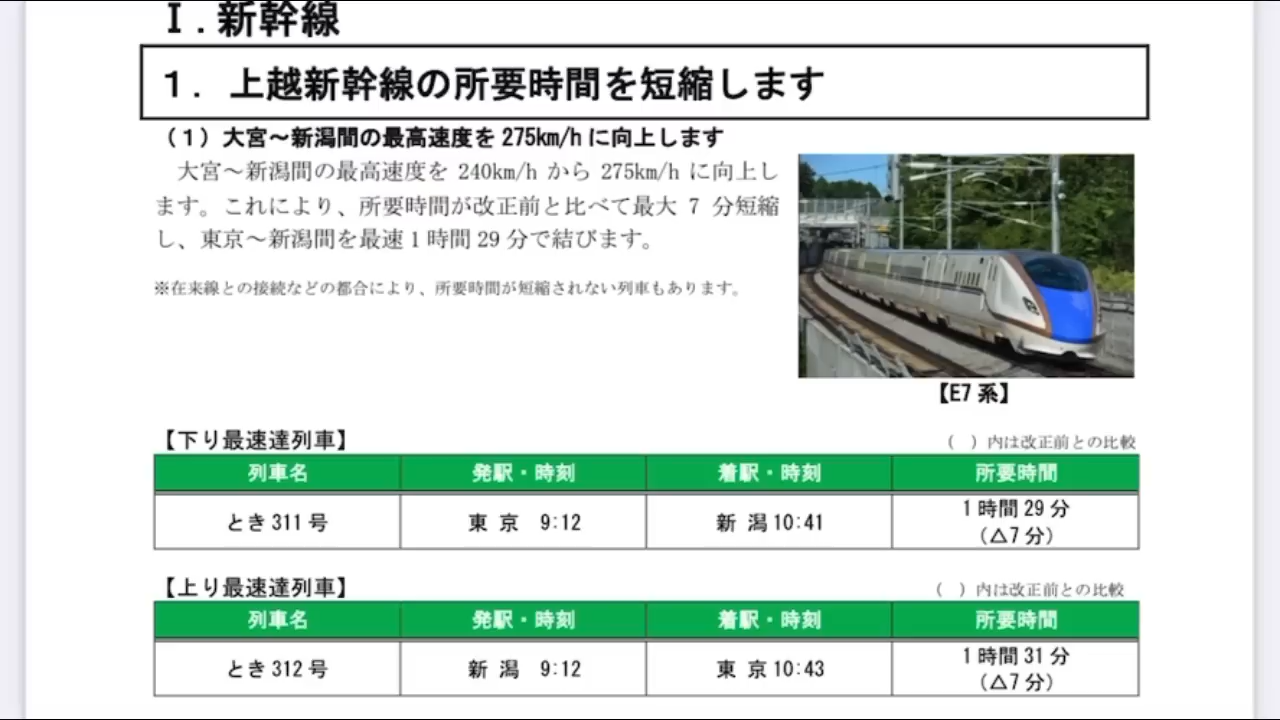 Ⅰ.新幹線
１．上越新幹線の所要時間を短縮します
（１）大宮～新潟間の最高速度を 275km/h に向上します
大宮～新潟間の最高速度を 240km/h から 275km/h に向上し
ます。これにより、所要時間が改正前と比べて最大 7 分短縮
し、東京～新潟間を最速 1 時間 29 分で結びます。
※在来線との接続などの都合により、所要時間が短縮されない列車もあります。
【E7 系】
【下り最速達列車】 （ ）内は改正前との比較
列車名 発駅・時刻 着駅・時刻 所要時間
とき 311 号 東 京 9:12 新 潟 10:41 1 時間 29 分
（△7 分）
【上り最速達列車】 （ ）内は改正前との比較
列車名 発駅・時刻 着駅・時刻 所要時間
とき 312 号 新 潟 9:12 東 京 10:43 1 時間 31 分
（△7 分）